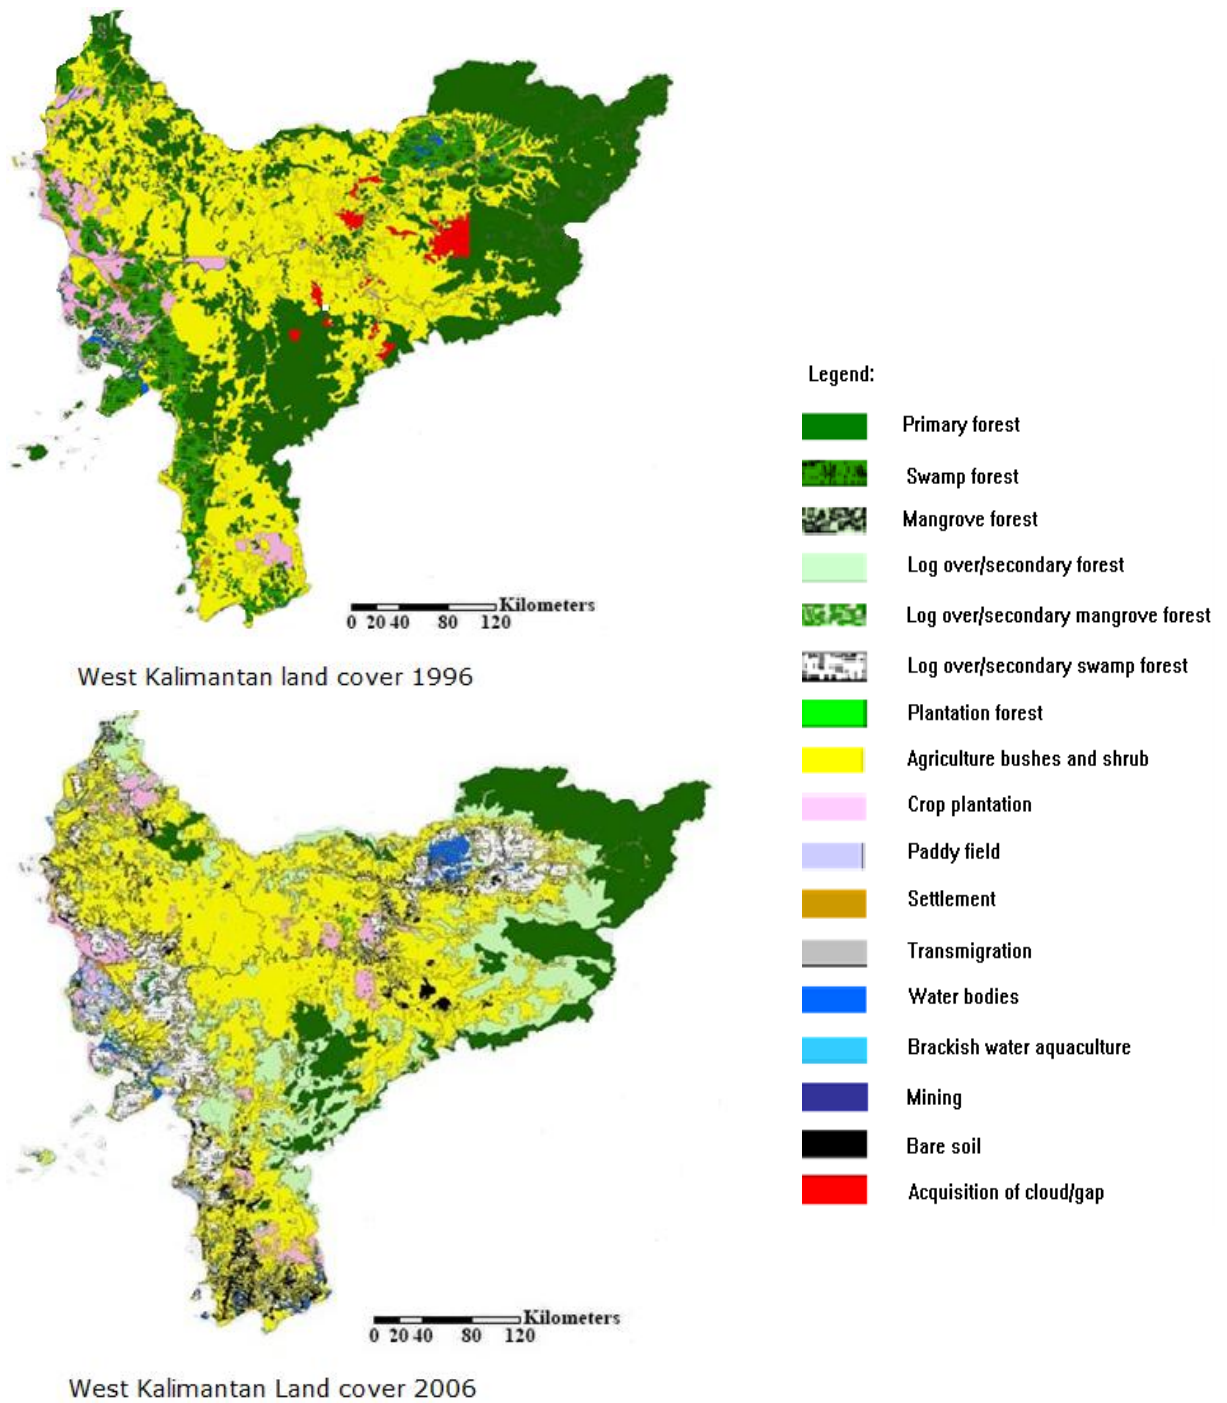 Kilometers
0 20 40 80 120
West Kalimantan land cover 1996
Legend:
Primary forest
Swamp forest
Mangrove forest
Log over/secondary forest
Log over/secondary mangrove forest
Log over/secondary swamp forest
Plantation forest
Agriculture bushes and shrub
Crop plantation
Paddy field
Settlement
Transmigration
Water bodies
Brackish water aquaculture
Mining
Bare soil
Acquisition of cloud/gap
Kilometers
0 20 40 80 120
West Kalimantan Land cover 2006